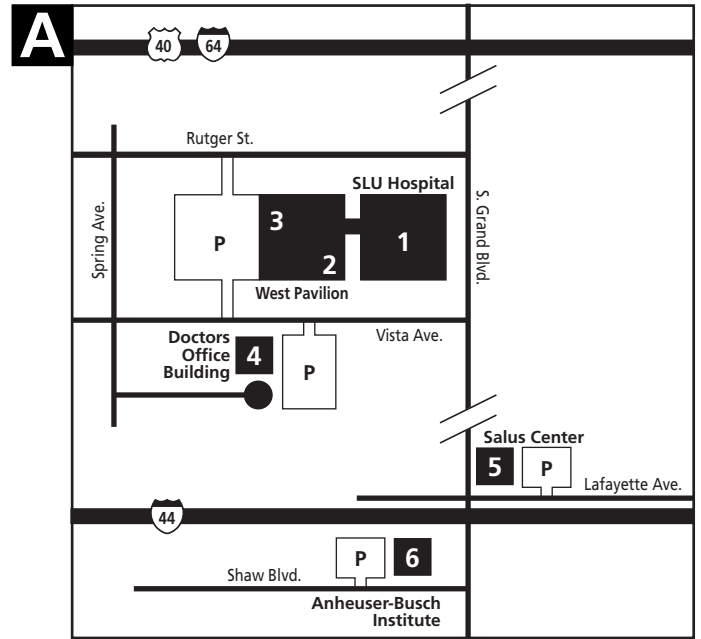 A
40
64
Rutger St.
SLU Hospital
Spring Ave.
S. Grand Blvd.
P
3
2
1
West Pavilion
Vista Ave.
Doctors
Office
Building
4
P
Salus Center
5
P
Lafayette Ave.
44
P
6
Shaw Blvd.
Anheuser-Busch
Institute